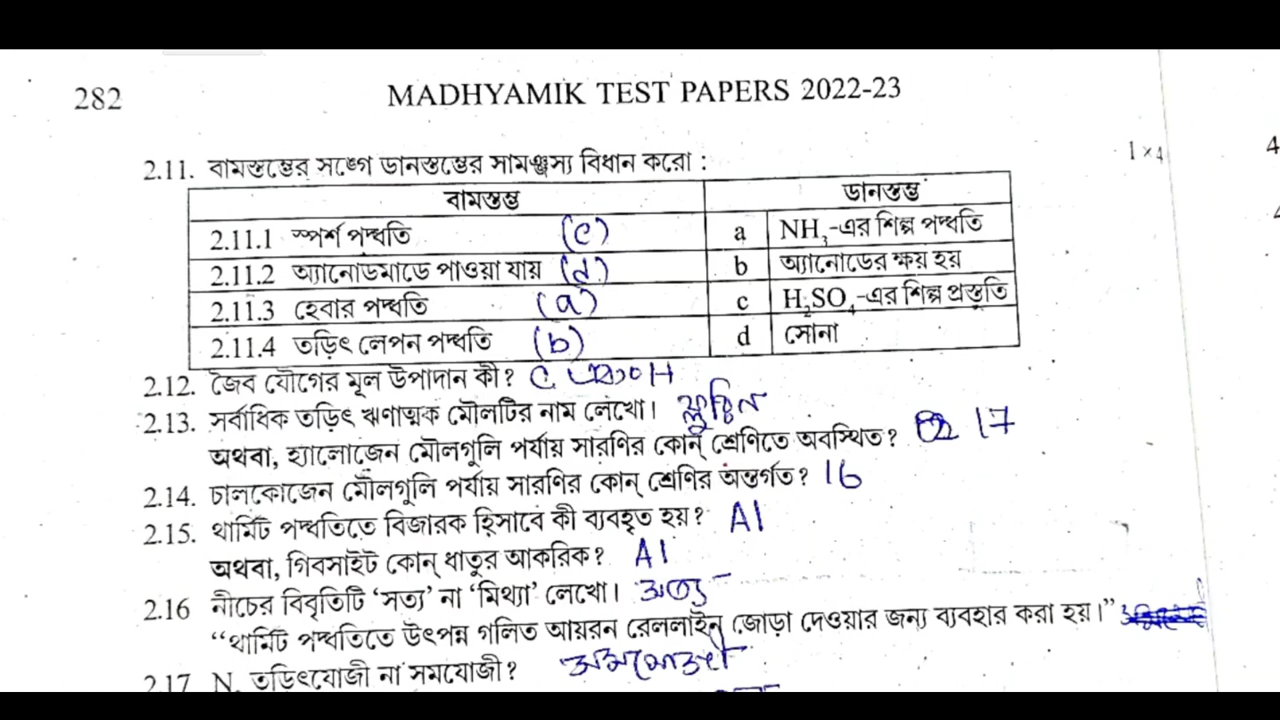 282
MADHYAMIK TEST PAPERS 2022-23
2.11. বামস্তম্ভের সঙ্গে ডানস্তম্ভের সামঞ্জস্য বিধান করো :
1 × 4
4
বামস্তম্ভ ডানস্তম্ভ
2.11.1 স্পর্শ পদ্ধতি (c) a NH₃-এর শিল্প পদ্ধতি
2.11.2 অ্যানোডমাডে পাওয়া যায় (d) b অ্যানোডের ক্ষয় হয়
2.11.3 হেবার পদ্ধতি (a) c H₂SO₄-এর শিল্প প্রস্তুতি
2.11.4 তড়িৎ লেপন পদ্ধতি (b) d সোনা
2.12. জৈব যৌগের মূল উপাদান কী? C H
2.13. সর্বাধিক তড়িৎ ঋণাত্মক মৌলটির নাম লেখো।
অথবা, হ্যালোজেন মৌলগুলি পর্যায় সারণির কোন্ শ্রেণিতে অবস্থিত? 17
2.14. চালকোজেন মৌলগুলি পর্যায় সারণির কোন্ শ্রেণির অন্তর্গত? 16
2.15. থার্মিট পদ্ধতিতে বিজারক হিসাবে কী ব্যবহৃত হয়? Al
অথবা, গিবসাইট কোন্ ধাতুর আকরিক? Al
2.16 নীচের বিবৃতিটি ‘সত্য’ না ‘মিথ্যা’ লেখো। সত্য
“থার্মিট পদ্ধতিতে উৎপন্ন গলিত আয়রন রেললাইন জোড়া দেওয়ার জন্য ব্যবহার করা হয়।”
2.17 N তড়িৎযোজী না সমযোজী? সমযোজী